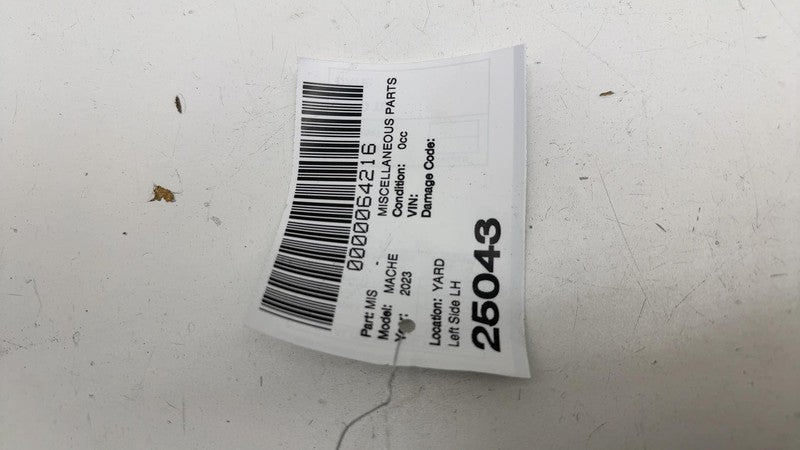 0000064216
Part: MIS - MISCELLANEOUS PARTS
Model: MACHE Condition: 0cc
Year: 2023 VIN:
Damage Code:
Location: YARD
Left Side LH
25043